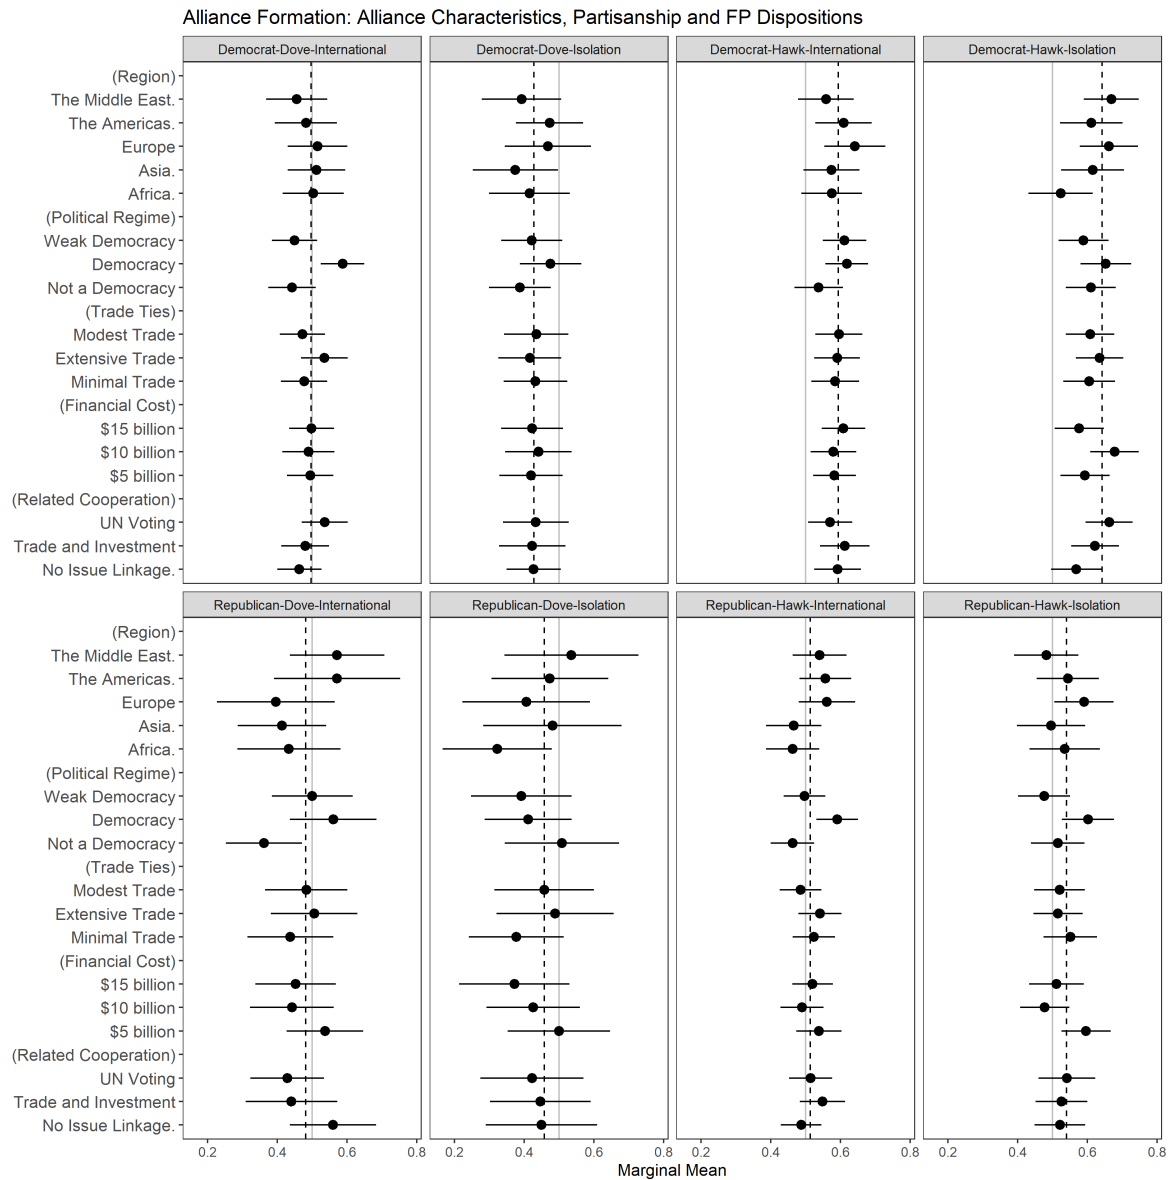 Alliance Formation: Alliance Characteristics, Partisanship and FP Dispositions
Democrat-Dove-International
Democrat-Dove-Isolation
Democrat-Hawk-International
Democrat-Hawk-Isolation
(Region)
The Middle East.
The Americas.
Europe
Asia.
Africa.
(Political Regime)
Weak Democracy
Democracy
Not a Democracy
(Trade Ties)
Modest Trade
Extensive Trade
Minimal Trade
(Financial Cost)
$15 billion
$10 billion
$5 billion
(Related Cooperation)
UN Voting
Trade and Investment
No Issue Linkage.
Republican-Dove-International
Republican-Dove-Isolation
Republican-Hawk-International
Republican-Hawk-Isolation
(Region)
The Middle East.
The Americas.
Europe
Asia.
Africa.
(Political Regime)
Weak Democracy
Democracy
Not a Democracy
(Trade Ties)
Modest Trade
Extensive Trade
Minimal Trade
(Financial Cost)
$15 billion
$10 billion
$5 billion
(Related Cooperation)
UN Voting
Trade and Investment
No Issue Linkage.
0.2 0.4 0.6 0.8
0.2 0.4 0.6 0.8
0.2 0.4 0.6 0.8
0.2 0.4 0.6 0.8
Marginal Mean